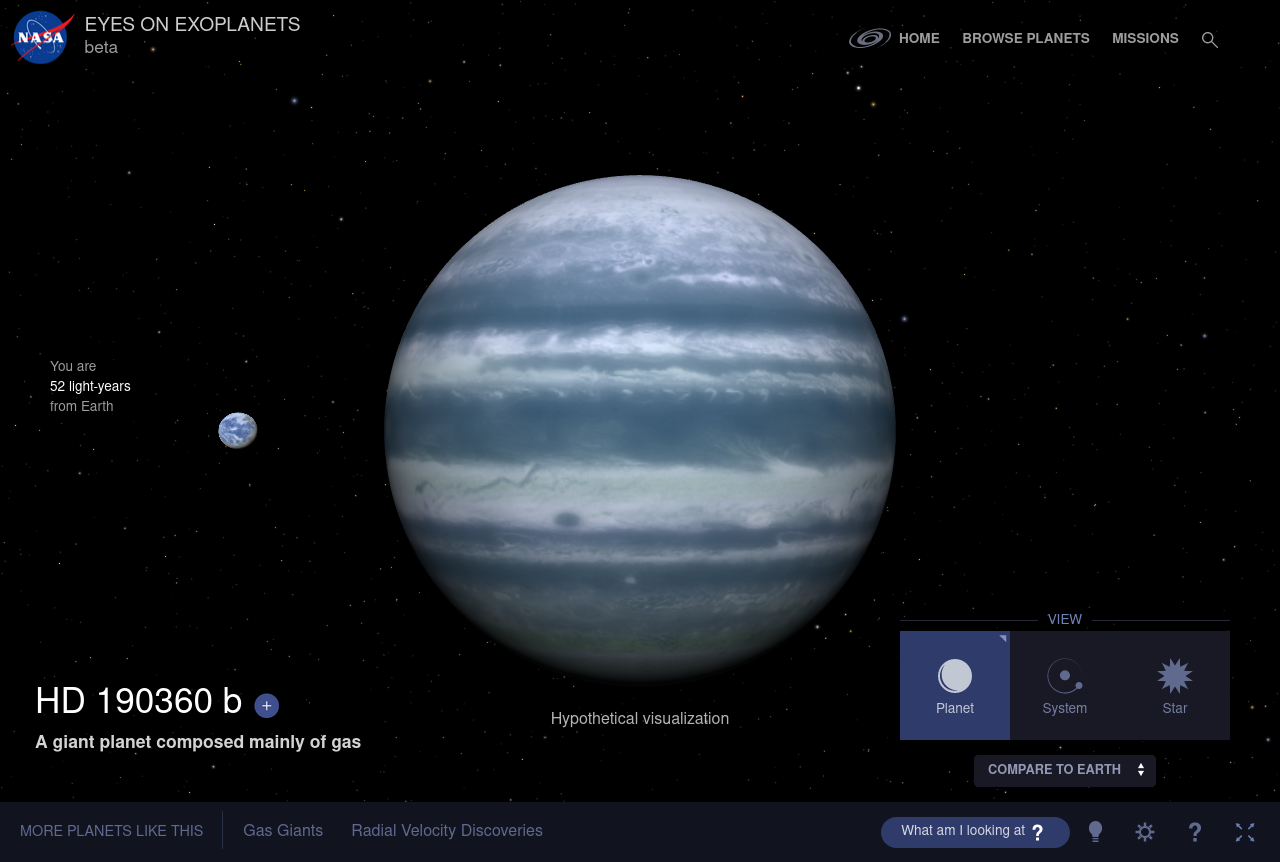 NASA
EYES ON EXOPLANETS
beta
HOME
BROWSE PLANETS
MISSIONS
You are
52 light-years
from Earth
HD 190360 b +
A giant planet composed mainly of gas
Hypothetical visualization
VIEW
Planet
System
Star
COMPARE TO EARTH
MORE PLANETS LIKE THIS
Gas Giants
Radial Velocity Discoveries
What am I looking at ?
?